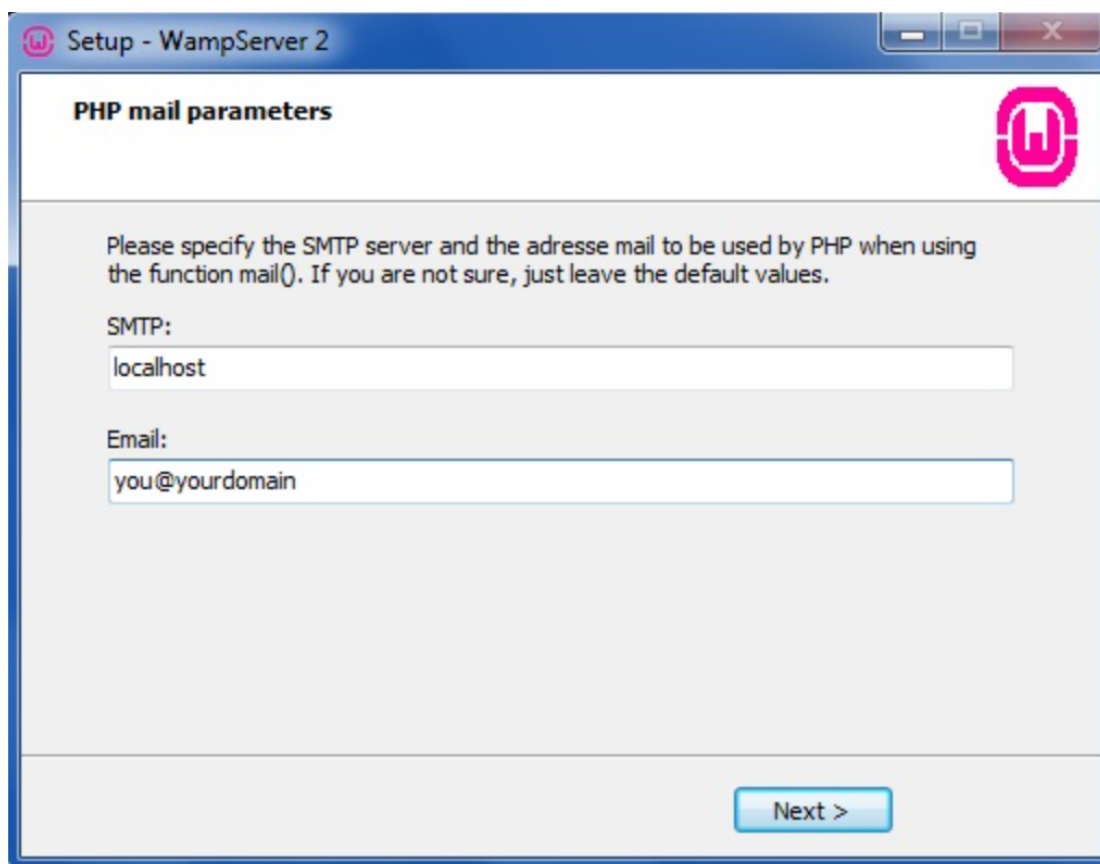 Setup - WampServer 2
PHP mail parameters
Please specify the SMTP server and the adresse mail to be used by PHP when using
the function mail(). If you are not sure, just leave the default values.
SMTP:
localhost
Email:
you@yourdomain
Next >